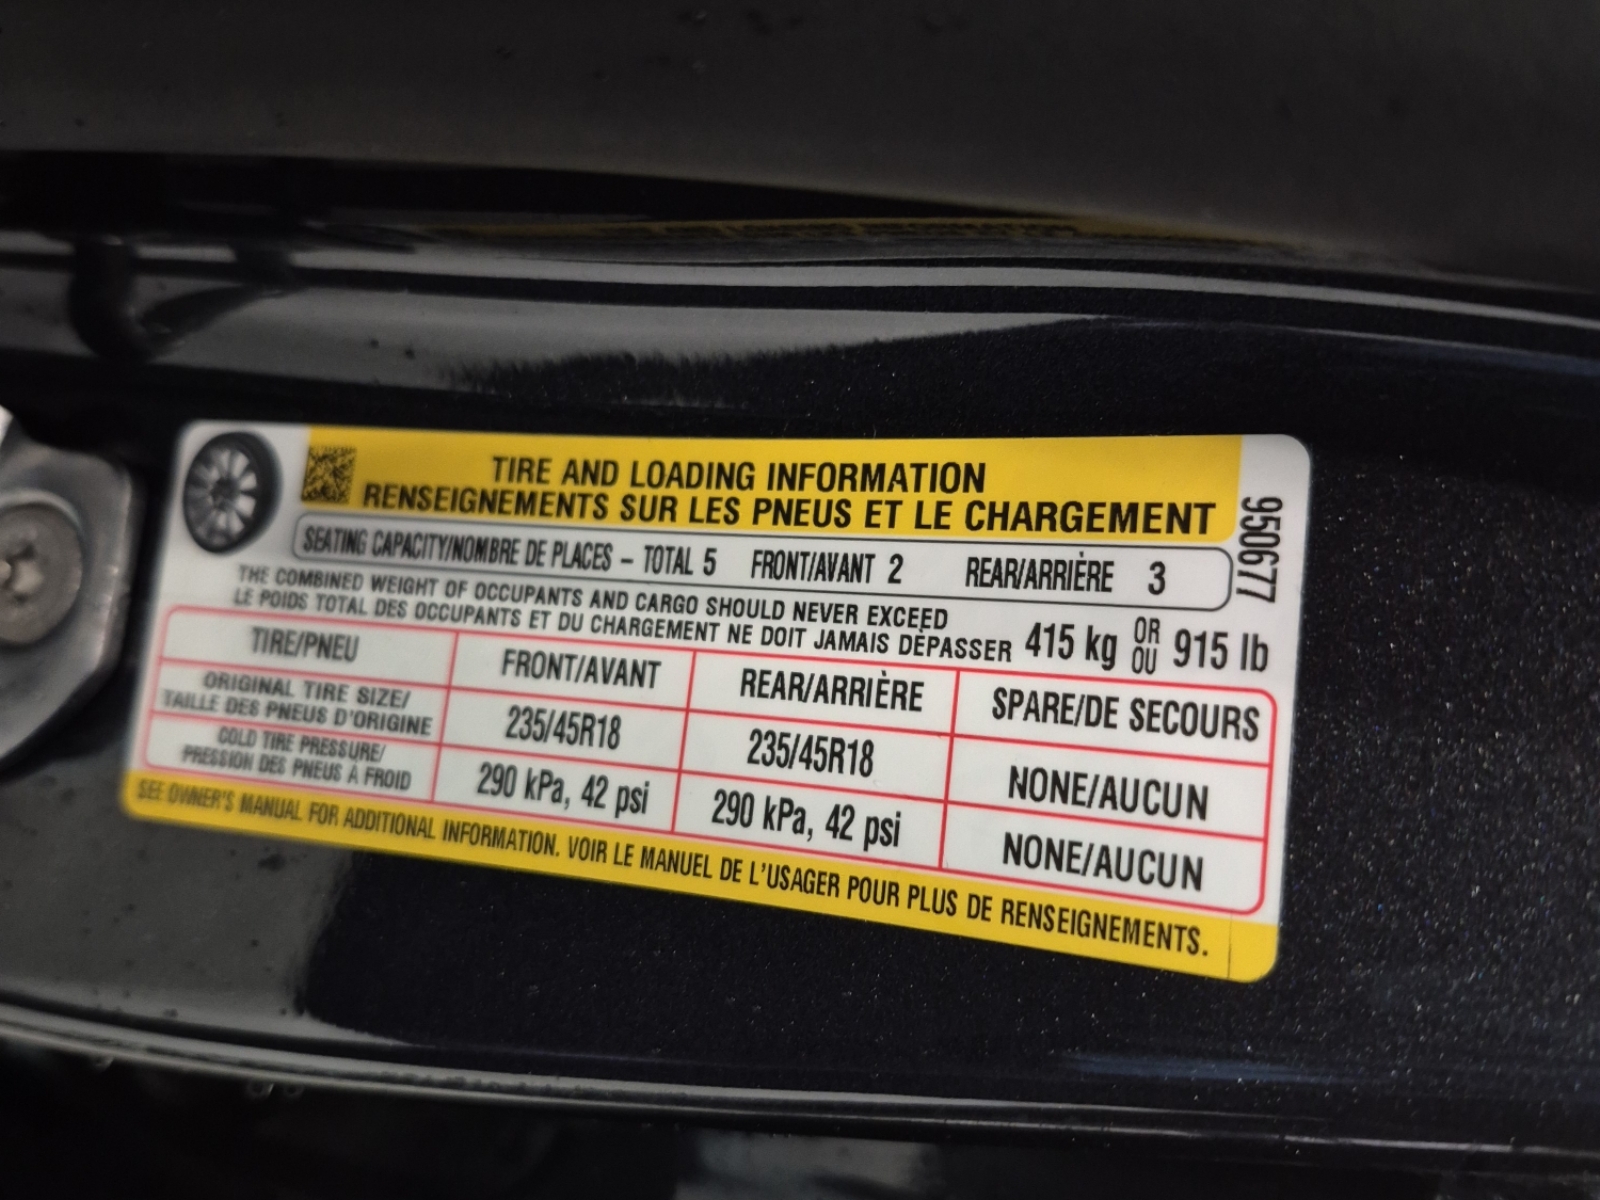 TIRE AND LOADING INFORMATION
RENSEIGNEMENTS SUR LES PNEUS ET LE CHARGEMENT
950677
SEATING CAPACITY/NOMBRE DE PLACES – TOTAL 5 FRONT/AVANT 2 REAR/ARRIÈRE 3
THE COMBINED WEIGHT OF OCCUPANTS AND CARGO SHOULD NEVER EXCEED
LE POIDS TOTAL DES OCCUPANTS ET DU CHARGEMENT NE DOIT JAMAIS DÉPASSER
415 kg OR OU 915 lb
TIRE/PNEU FRONT/AVANT REAR/ARRIÈRE SPARE/DE SECOURS
ORIGINAL TIRE SIZE/
TAILLE DES PNEUS D'ORIGINE
235/45R18 235/45R18 NONE/AUCUN
COLD TIRE PRESSURE/
PRESSION DES PNEUS À FROID
290 kPa, 42 psi 290 kPa, 42 psi NONE/AUCUN
SEE OWNER'S MANUAL FOR ADDITIONAL INFORMATION. VOIR LE MANUEL DE L'USAGER POUR PLUS DE RENSEIGNEMENTS.